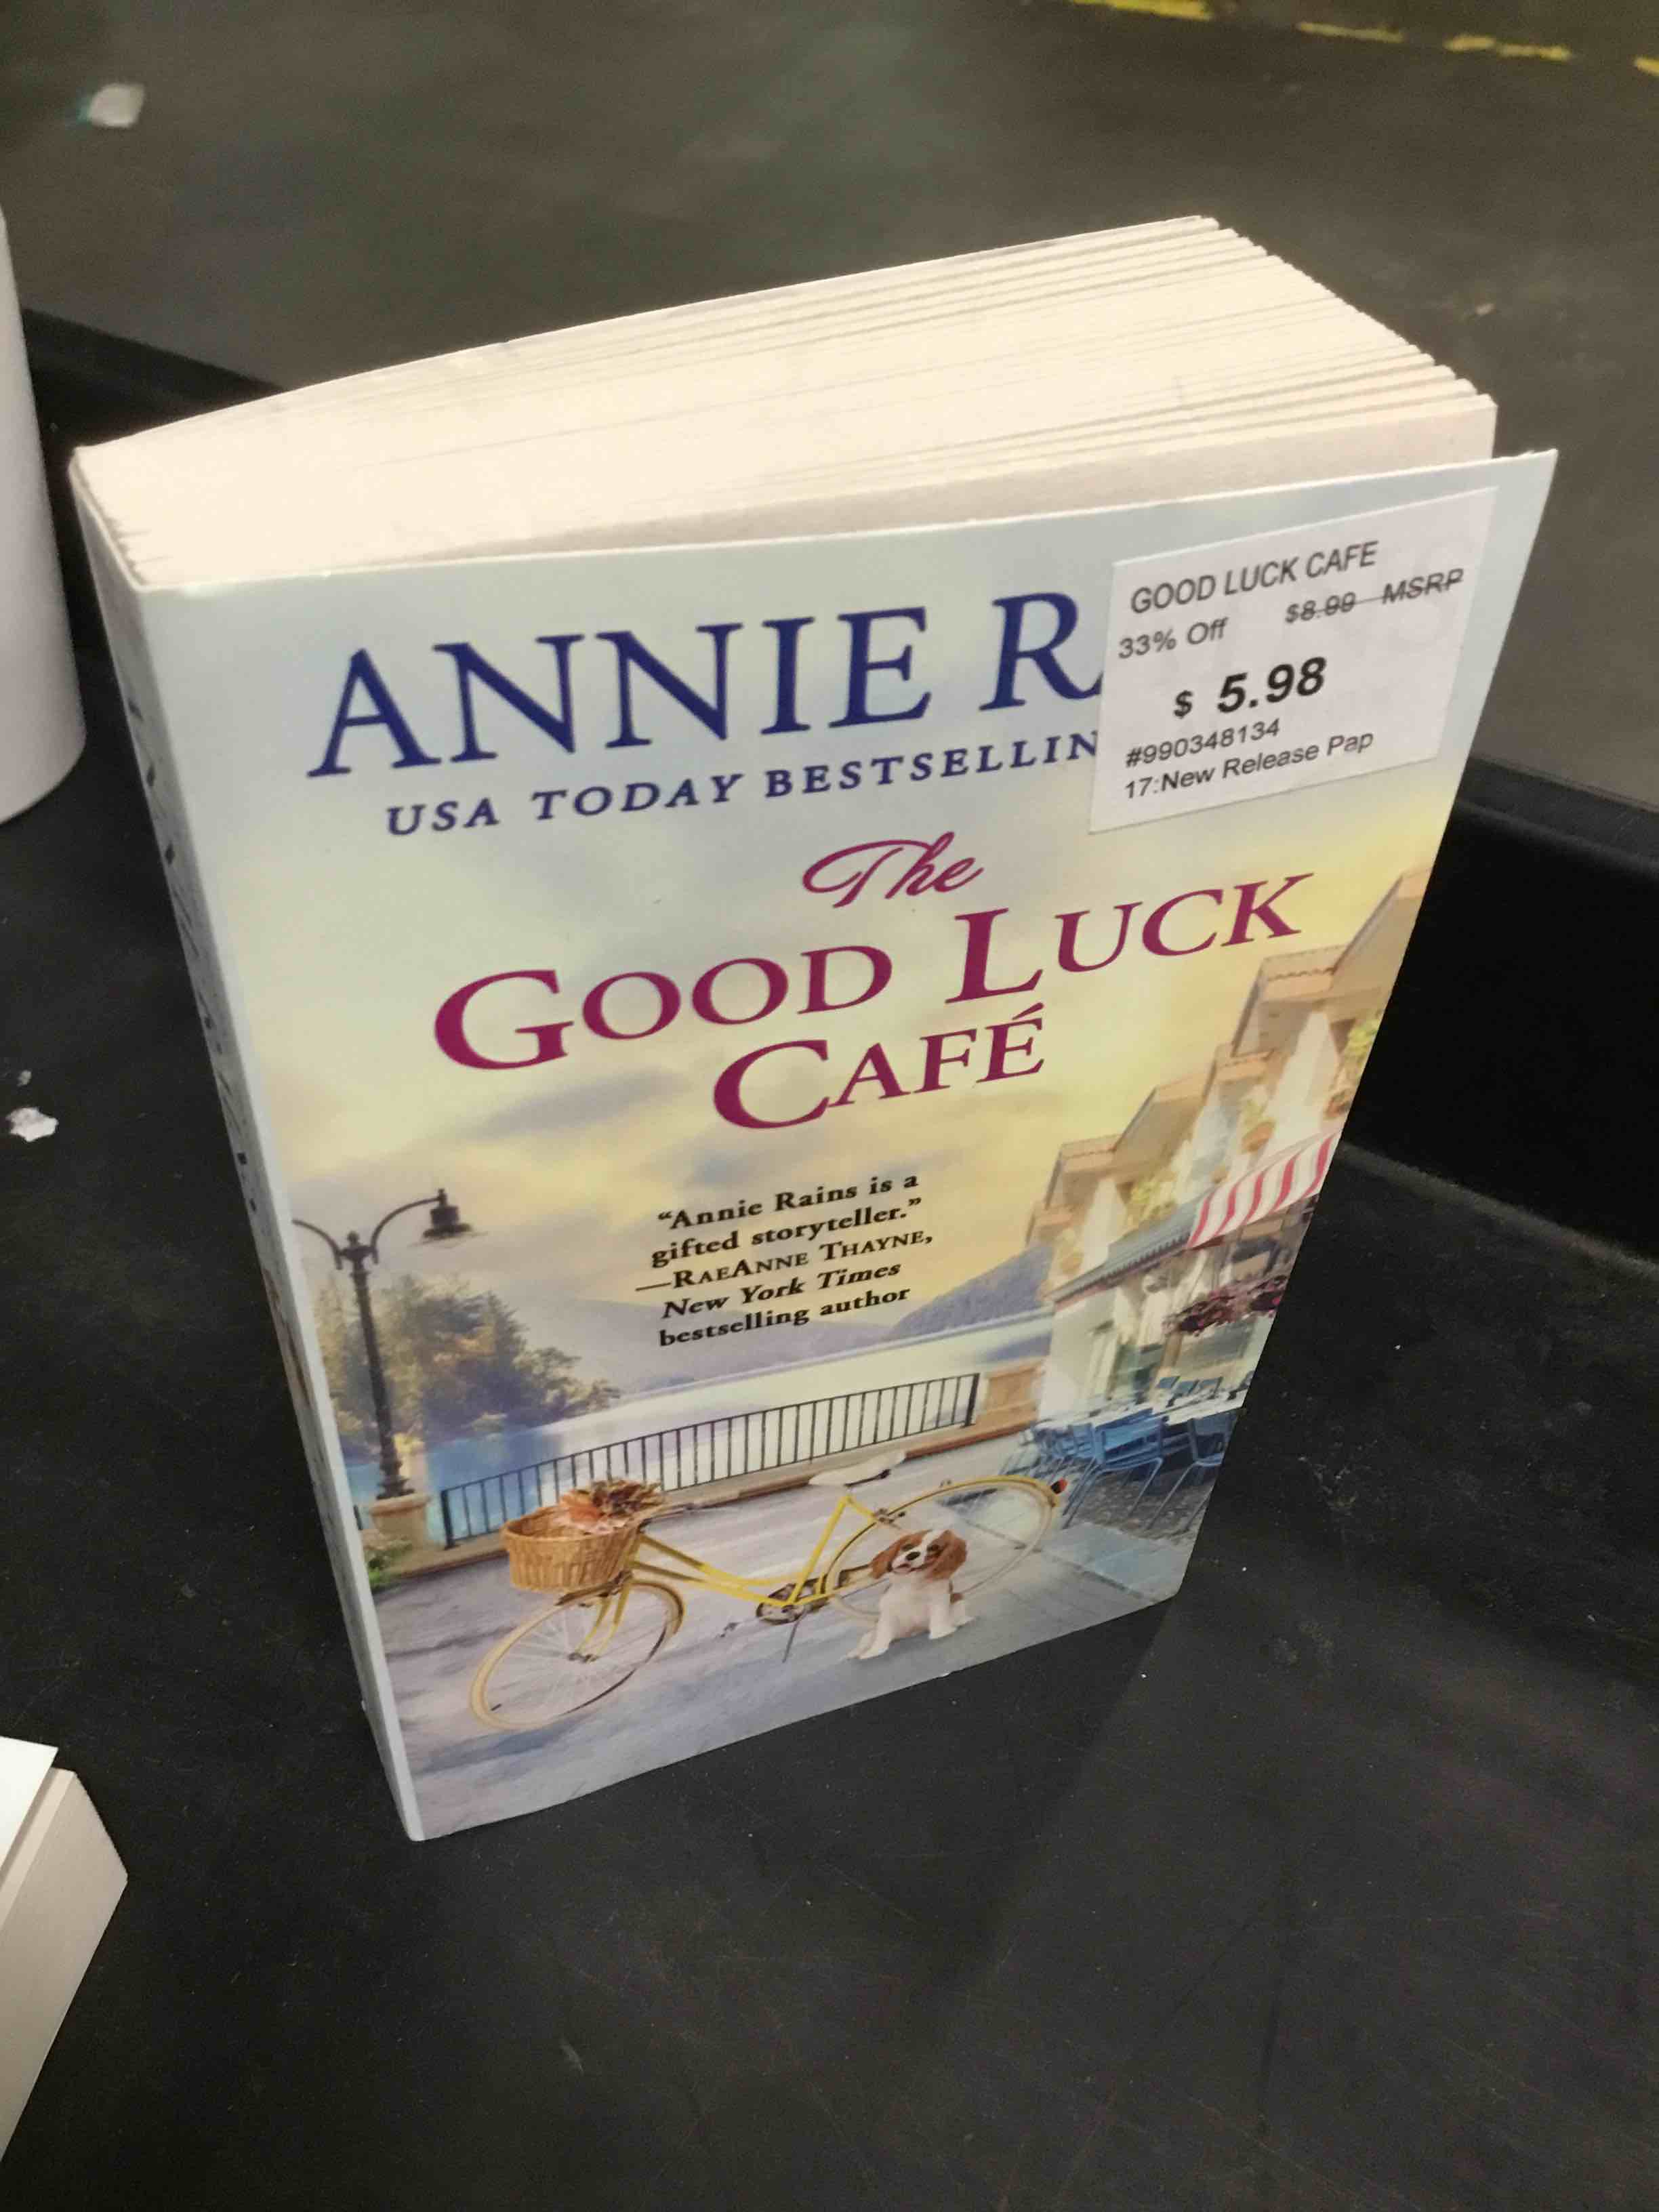 ANNIE R
USA TODAY BESTSELLIN
GOOD LUCK CAFE
33% Off $8.99 MSRP
$ 5.98
#990348134
17:New Release Pap
The
GOOD LUCK
CAFÉ
“Annie Rains is a
gifted storyteller.”
—RAEANNE THAYNE,
New York Times
bestselling author